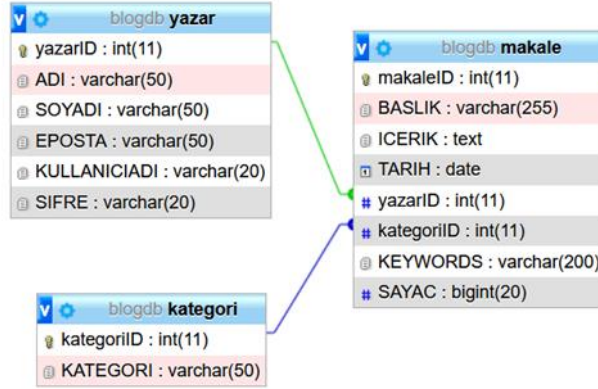 v blogdb yazar
yazarID : int(11)
ADI : varchar(50)
SOYADI : varchar(50)
EPOSTA : varchar(50)
KULLANICIADI : varchar(20)
SIFRE : varchar(20)
v blogdb makale
makaleID : int(11)
BASLIK : varchar(255)
ICERIK : text
TARIH : date
# yazarID : int(11)
# kategoriID : int(11)
KEYWORDS : varchar(200)
# SAYAC : bigint(20)
v blogdb kategori
kategoriID : int(11)
KATEGORI : varchar(50)